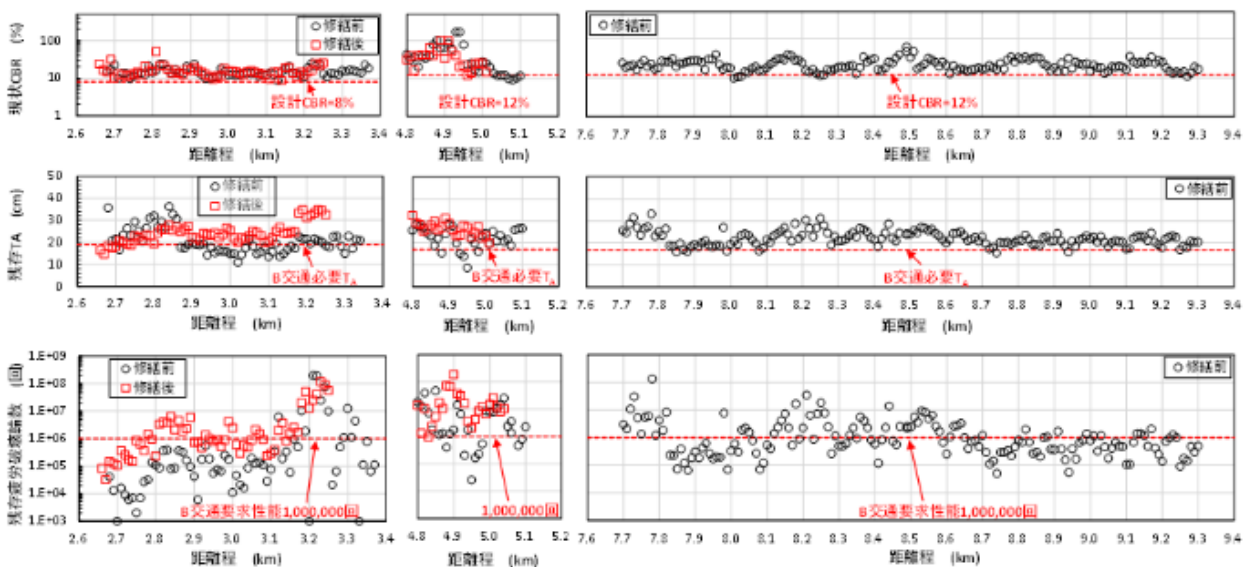 現状CBR (%)
100
10
1
修繕前
修繕後
設計CBR=8%
2.6 2.7 2.8 2.9 3.0 3.1 3.2 3.3 3.4
距離程 (km)
設計CBR=12%
4.8 4.9 5.0 5.1 5.2
距離程 (km)
修繕前
設計CBR=12%
7.6 7.7 7.8 7.9 8.0 8.1 8.2 8.3 8.4 8.5 8.6 8.7 8.8 8.9 9.0 9.1 9.2 9.3 9.4
距離程 (km)
残存TA (cm)
50
40
30
20
10
0
修繕前
修繕後
B交通必要TA
2.6 2.7 2.8 2.9 3.0 3.1 3.2 3.3 3.4
距離程 (km)
B交通必要TA
4.8 4.9 5.0 5.1 5.2
距離程 (km)
修繕前
B交通必要TA
7.6 7.7 7.8 7.9 8.0 8.1 8.2 8.3 8.4 8.5 8.6 8.7 8.8 8.9 9.0 9.1 9.2 9.3 9.4
距離程 (km)
残存疲労破壊輪数 (回)
1.E+09
1.E+08
1.E+07
1.E+06
1.E+05
1.E+04
1.E+03
修繕前
修繕後
B交通要求性能1,000,000回
2.6 2.7 2.8 2.9 3.0 3.1 3.2 3.3 3.4
距離程 (km)
1,000,000回
4.8 4.9 5.0 5.1 5.2
距離程 (km)
修繕前
B交通要求性能1,000,000回
7.6 7.7 7.8 7.9 8.0 8.1 8.2 8.3 8.4 8.5 8.6 8.7 8.8 8.9 9.0 9.1 9.2 9.3 9.4
距離程 (km)